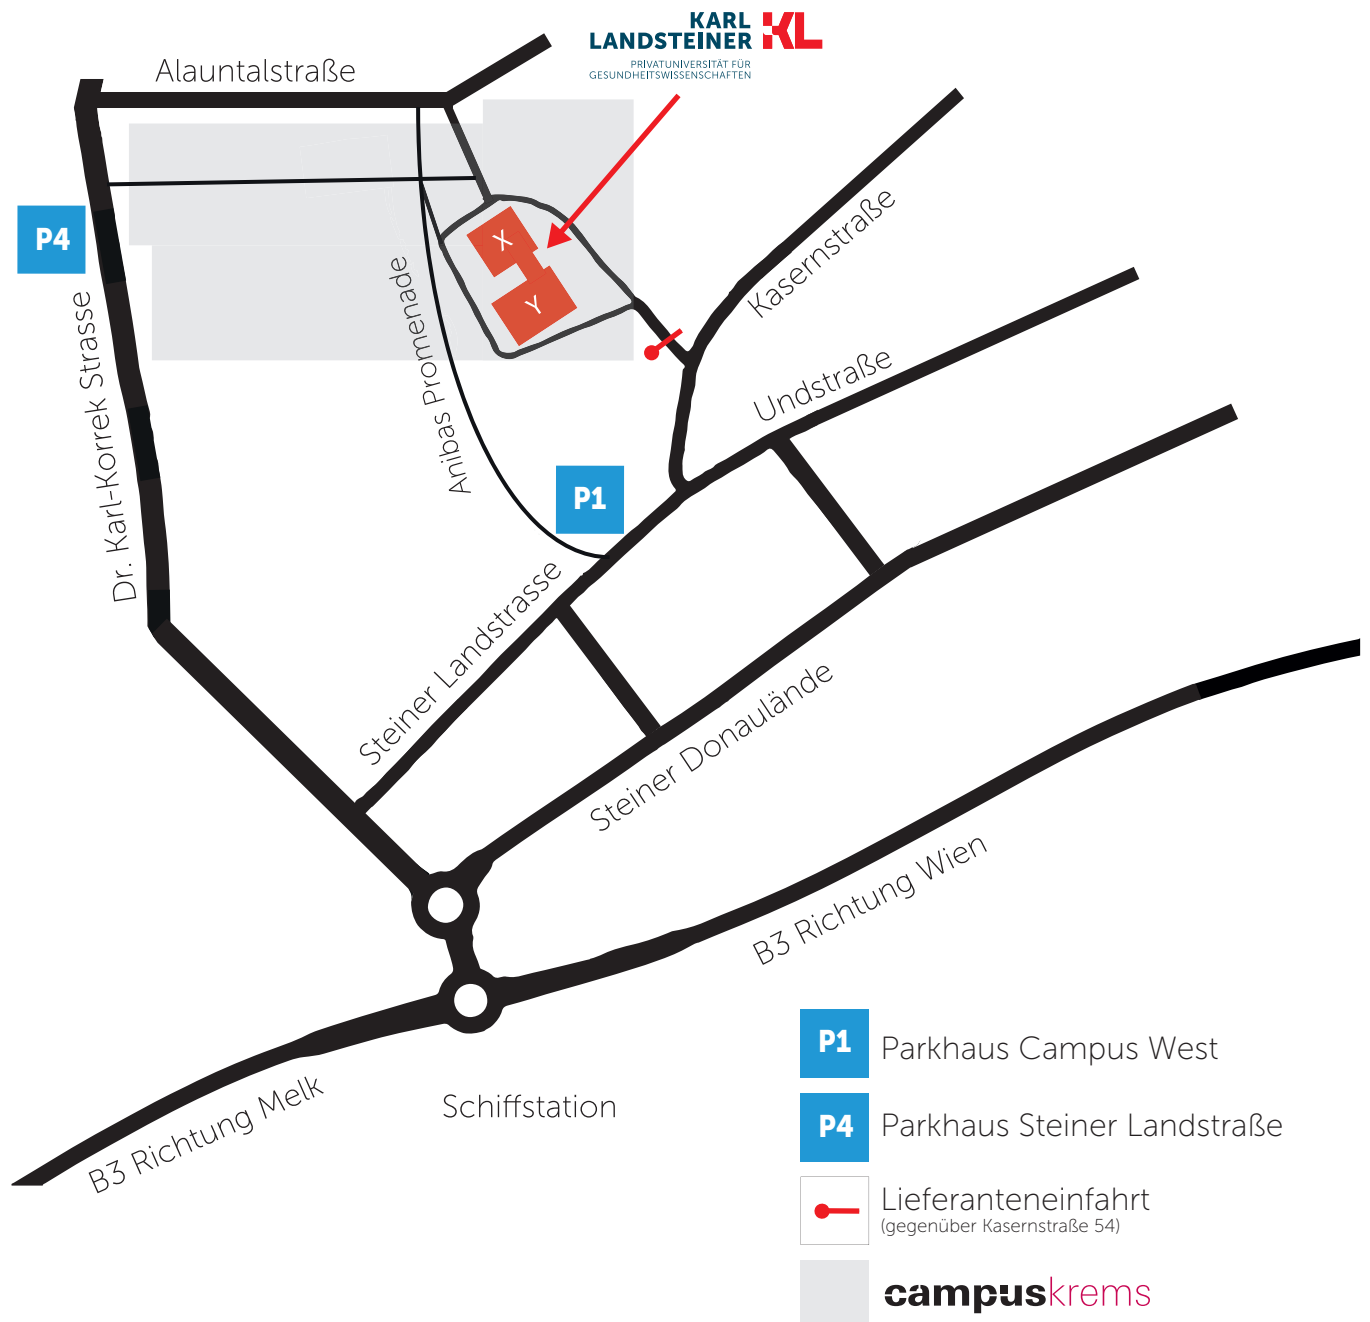 KARL
LANDSTEINER KL
PRIVATUNIVERSITÄT FÜR
GESUNDHEITSWISSENSCHAFTEN
Alauntalstraße
P4
Dr. Karl-Korrek Strasse
Anibas Prommenade
X
Y
Kasernstraße
Undstraße
P1
Steiner Landstrasse
Steiner Donaulände
B3 Richtung Wien
B3 Richtung Melk
Schiffstation
P1 Parkhaus Campus West
P4 Parkhaus Steiner Landstraße
Lieferanteneinfahrt
(gegenüber Kasernstraße 54)
campuskrems